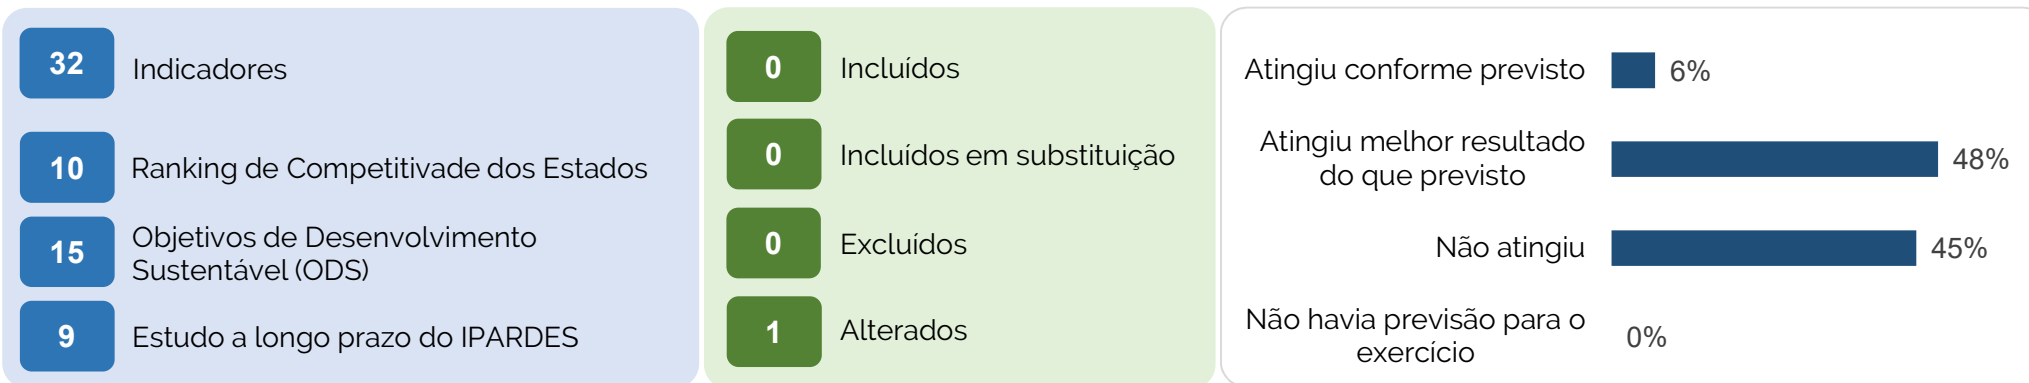 32
Indicadores
10
Ranking de Competitivade dos Estados
15
Objetivos de Desenvolvimento
Sustentável (ODS)
9
Estudo a longo prazo do IPARDES
0
Incluídos
0
Incluídos em substituição
0
Excluídos
1
Alterados
Atingiu conforme previsto
6%
Atingiu melhor resultado
do que previsto
48%
Não atingiu
45%
Não havia previsão para o
exercício
0%